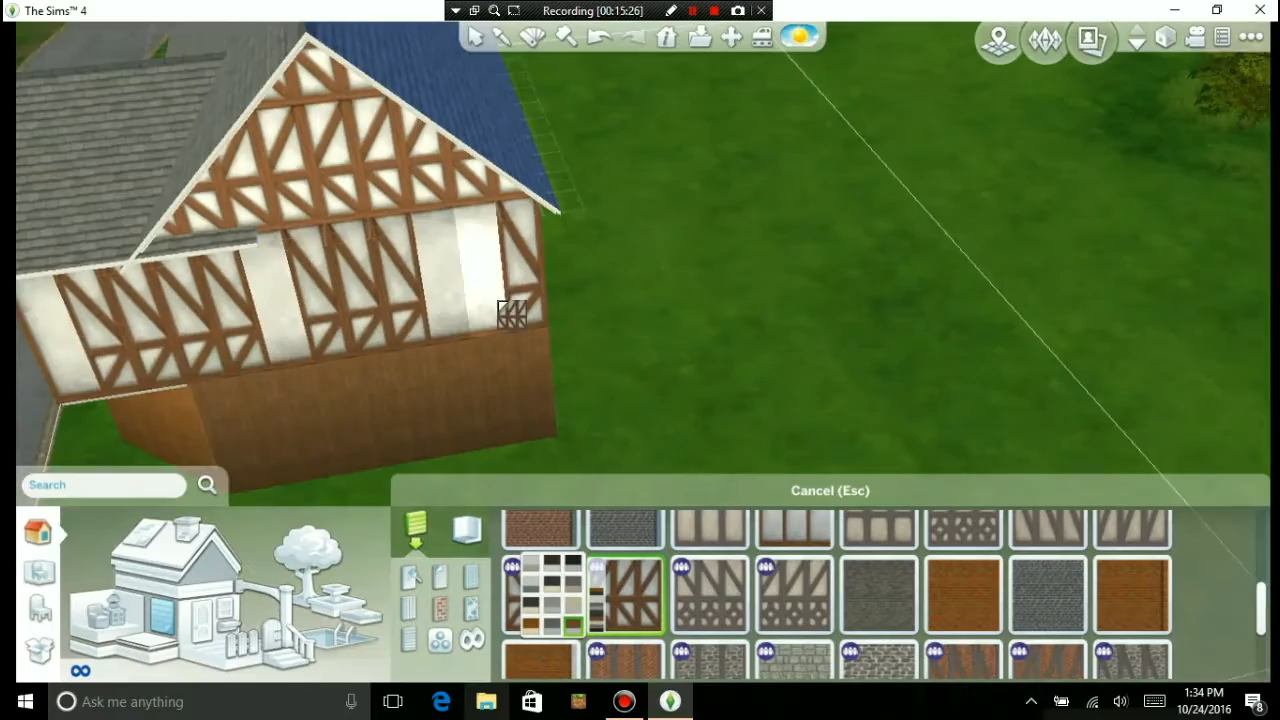 The Sims™ 4
Recording [00:15:26]
Search
Cancel (Esc)
Ask me anything
1:34 PM
10/24/2016
8